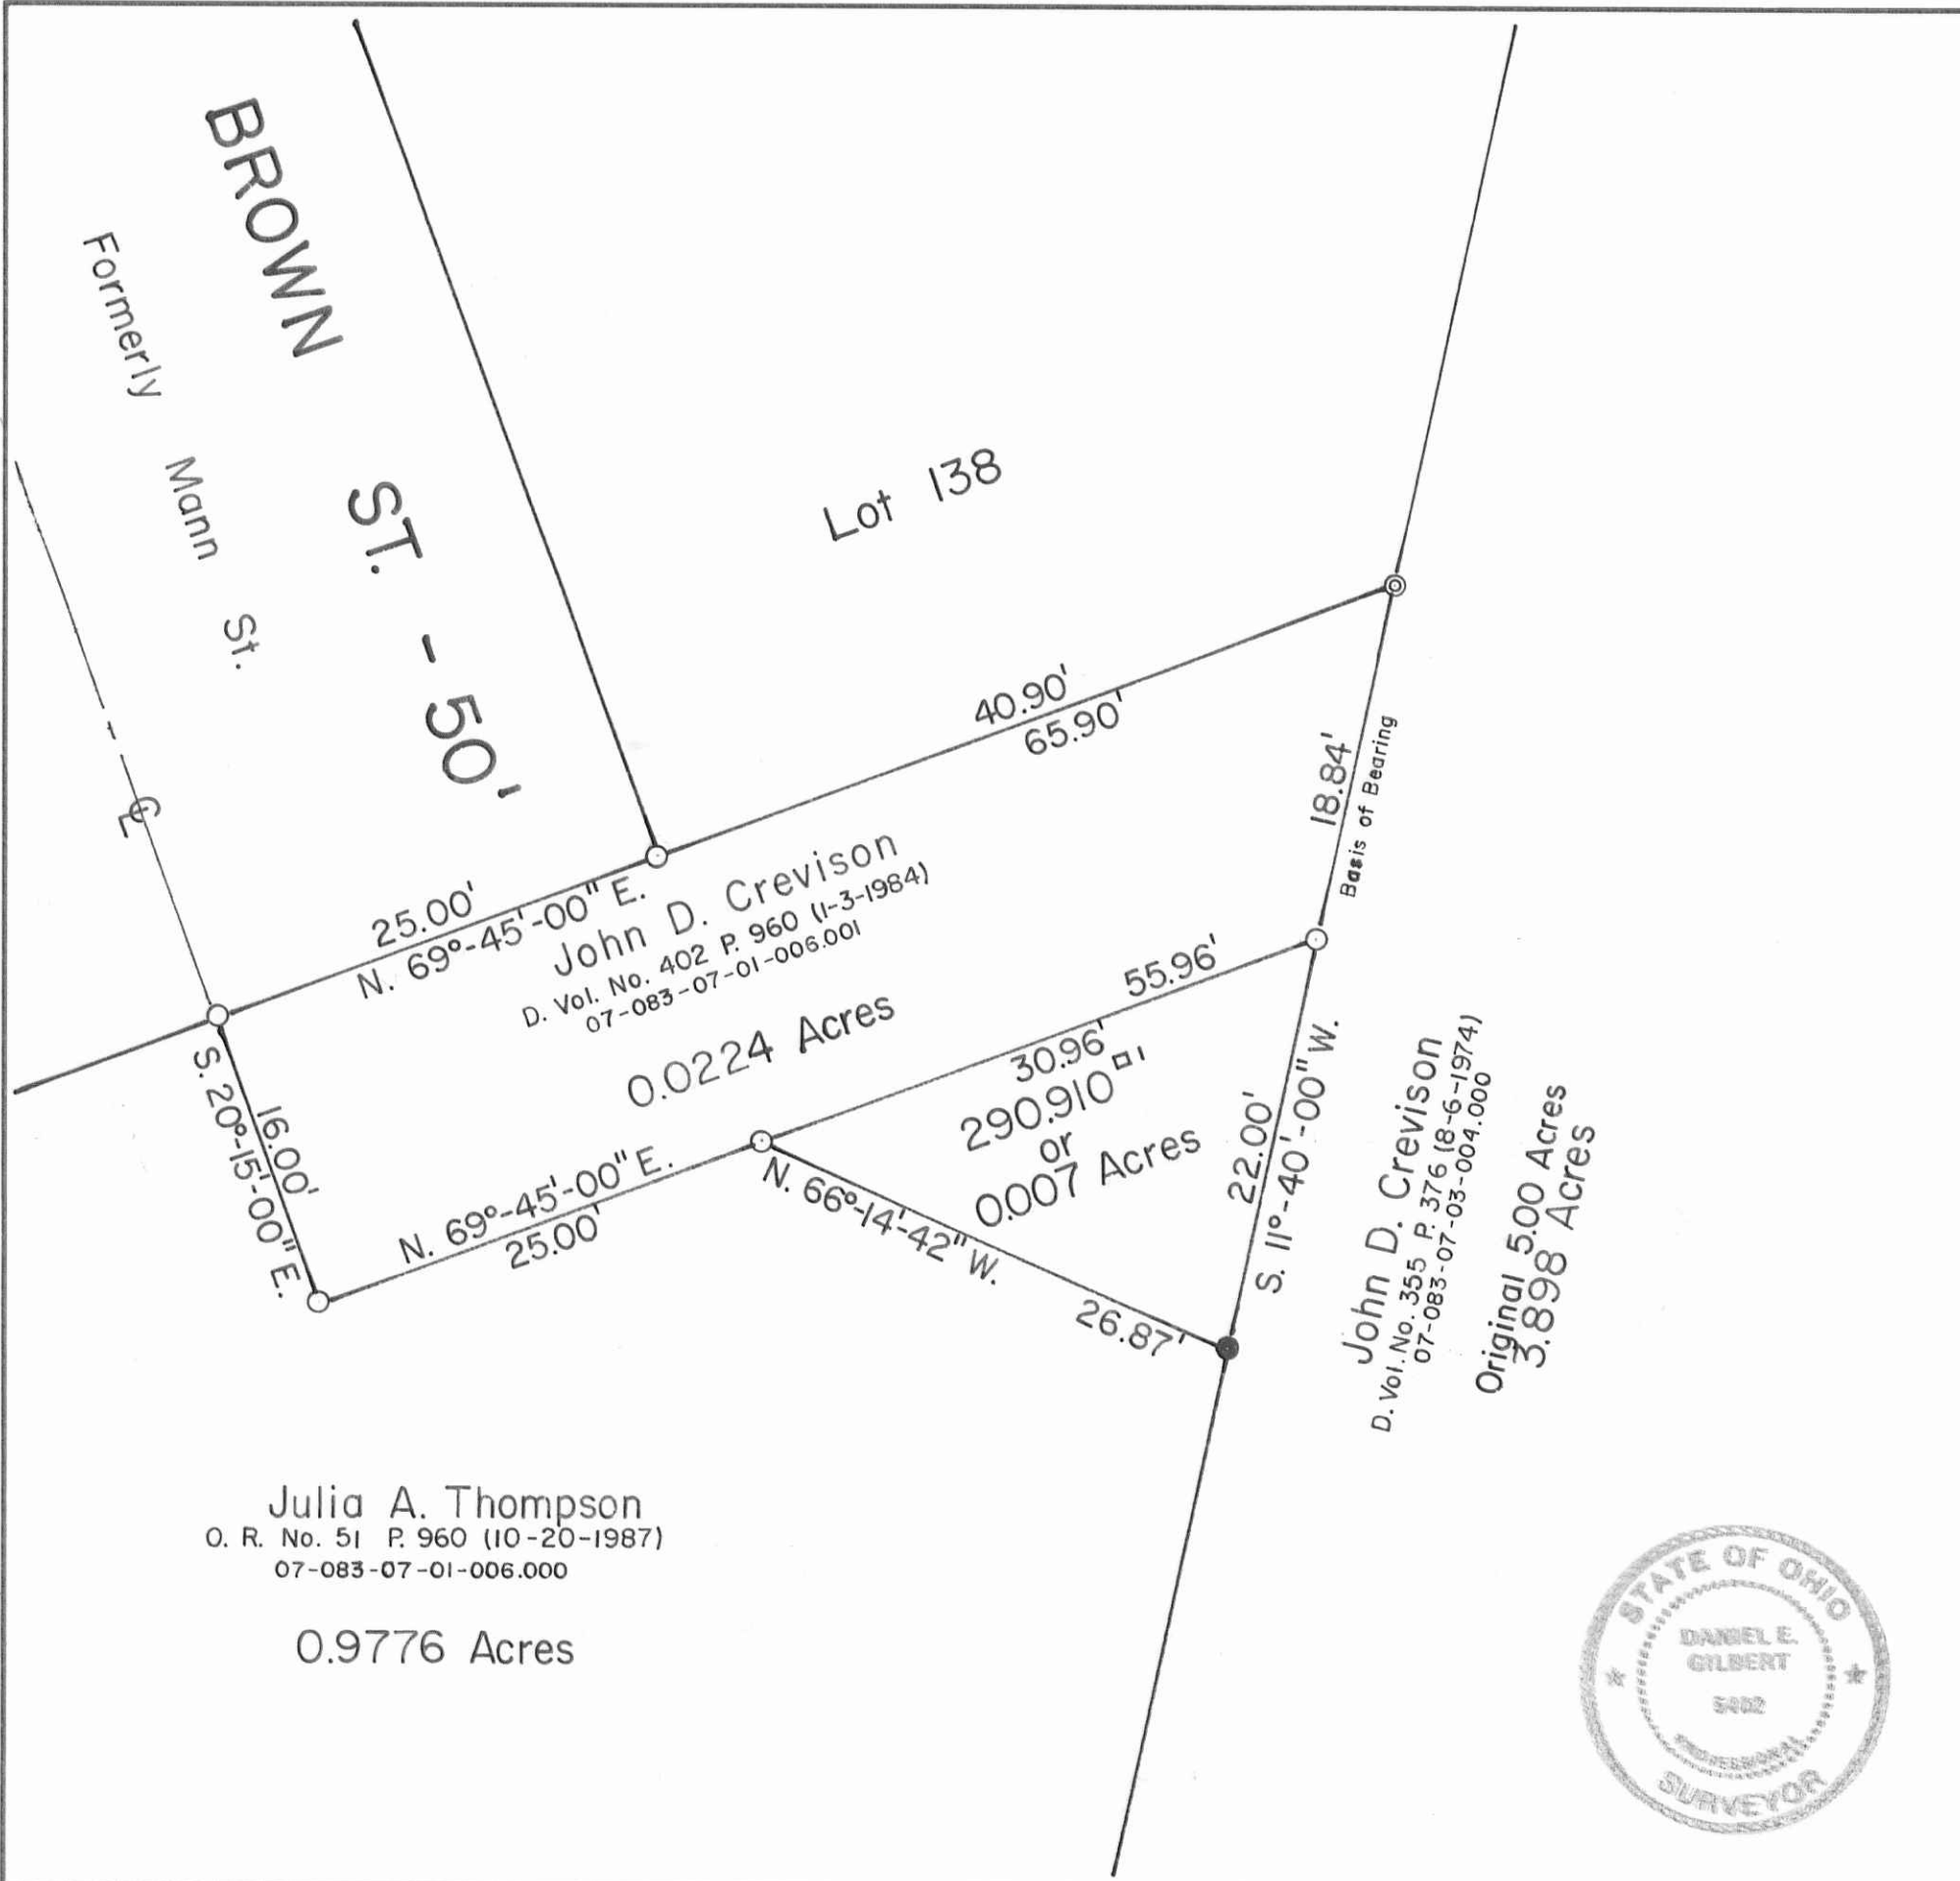 BROWN ST. - 50'
Formerly Mann St.
℄
Lot 138
40.90'
65.90'
18.84'
Basis of Bearing
25.00'
N. 69°-45'-00" E.
John D. Crevison
D. Vol. No. 402 P. 960 (1-3-1984)
07-083-07-01-006.001
0.0224 Acres
55.96'
30.96'
290.910 □'
or
0.007 Acres
16.00'
S. 20°-15'-00" E.
N. 69°-45'-00" E.
25.00'
N. 66°-14'-42" W.
26.87'
22.00'
S. 11°-40'-00" W.
John D. Crevison
D. Vol. No. 355 P. 376 (8-6-1974)
07-083-07-03-004.000
Original 5.00 Acres
3.898 Acres
Julia A. Thompson
O. R. No. 51 P. 960 (10-20-1987)
07-083-07-01-006.000
0.9776 Acres
STATE OF OHIO
DANIEL E.
GILBERT
PROFESSIONAL
SURVEYOR